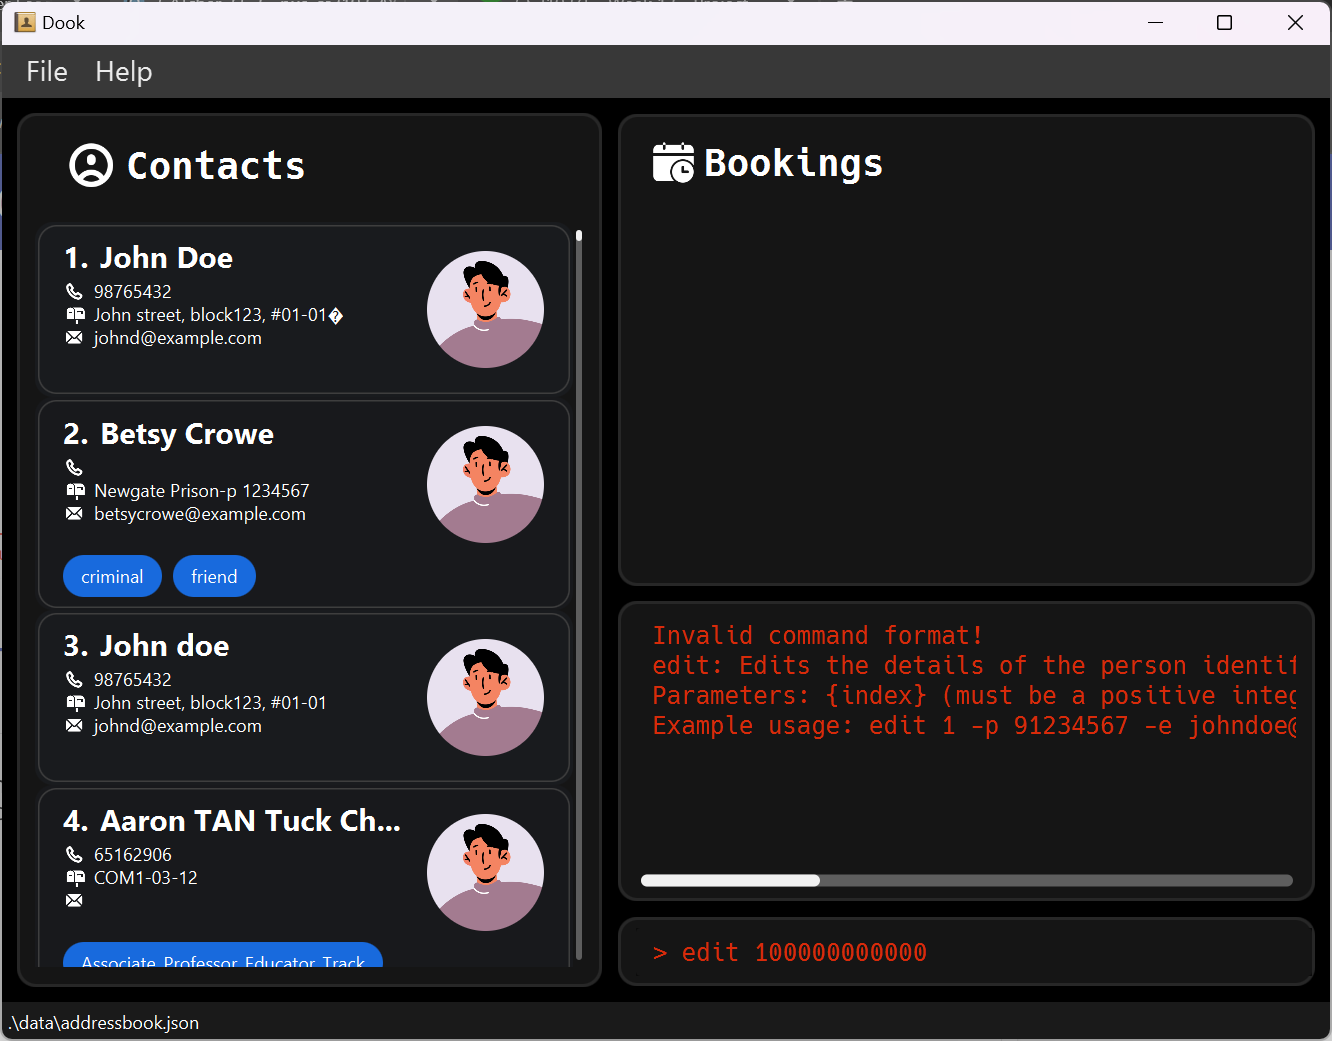 Dook
File Help
Contacts
1. John Doe
98765432
John street, block123, #01-01�
johnd@example.com
2. Betsy Crowe
Newgate Prison-p 1234567
betsycrowe@example.com
criminal friend
3. John doe
98765432
John street, block123, #01-01
johnd@example.com
4. Aaron TAN Tuck Ch...
65162906
COM1-03-12
Associate Professor Educator Track
Bookings
Invalid command format!
edit: Edits the details of the person identif
Parameters: {index} (must be a positive integ
Example usage: edit 1 -p 91234567 -e johndoe@
> edit 100000000000
.\data\addressbook.json